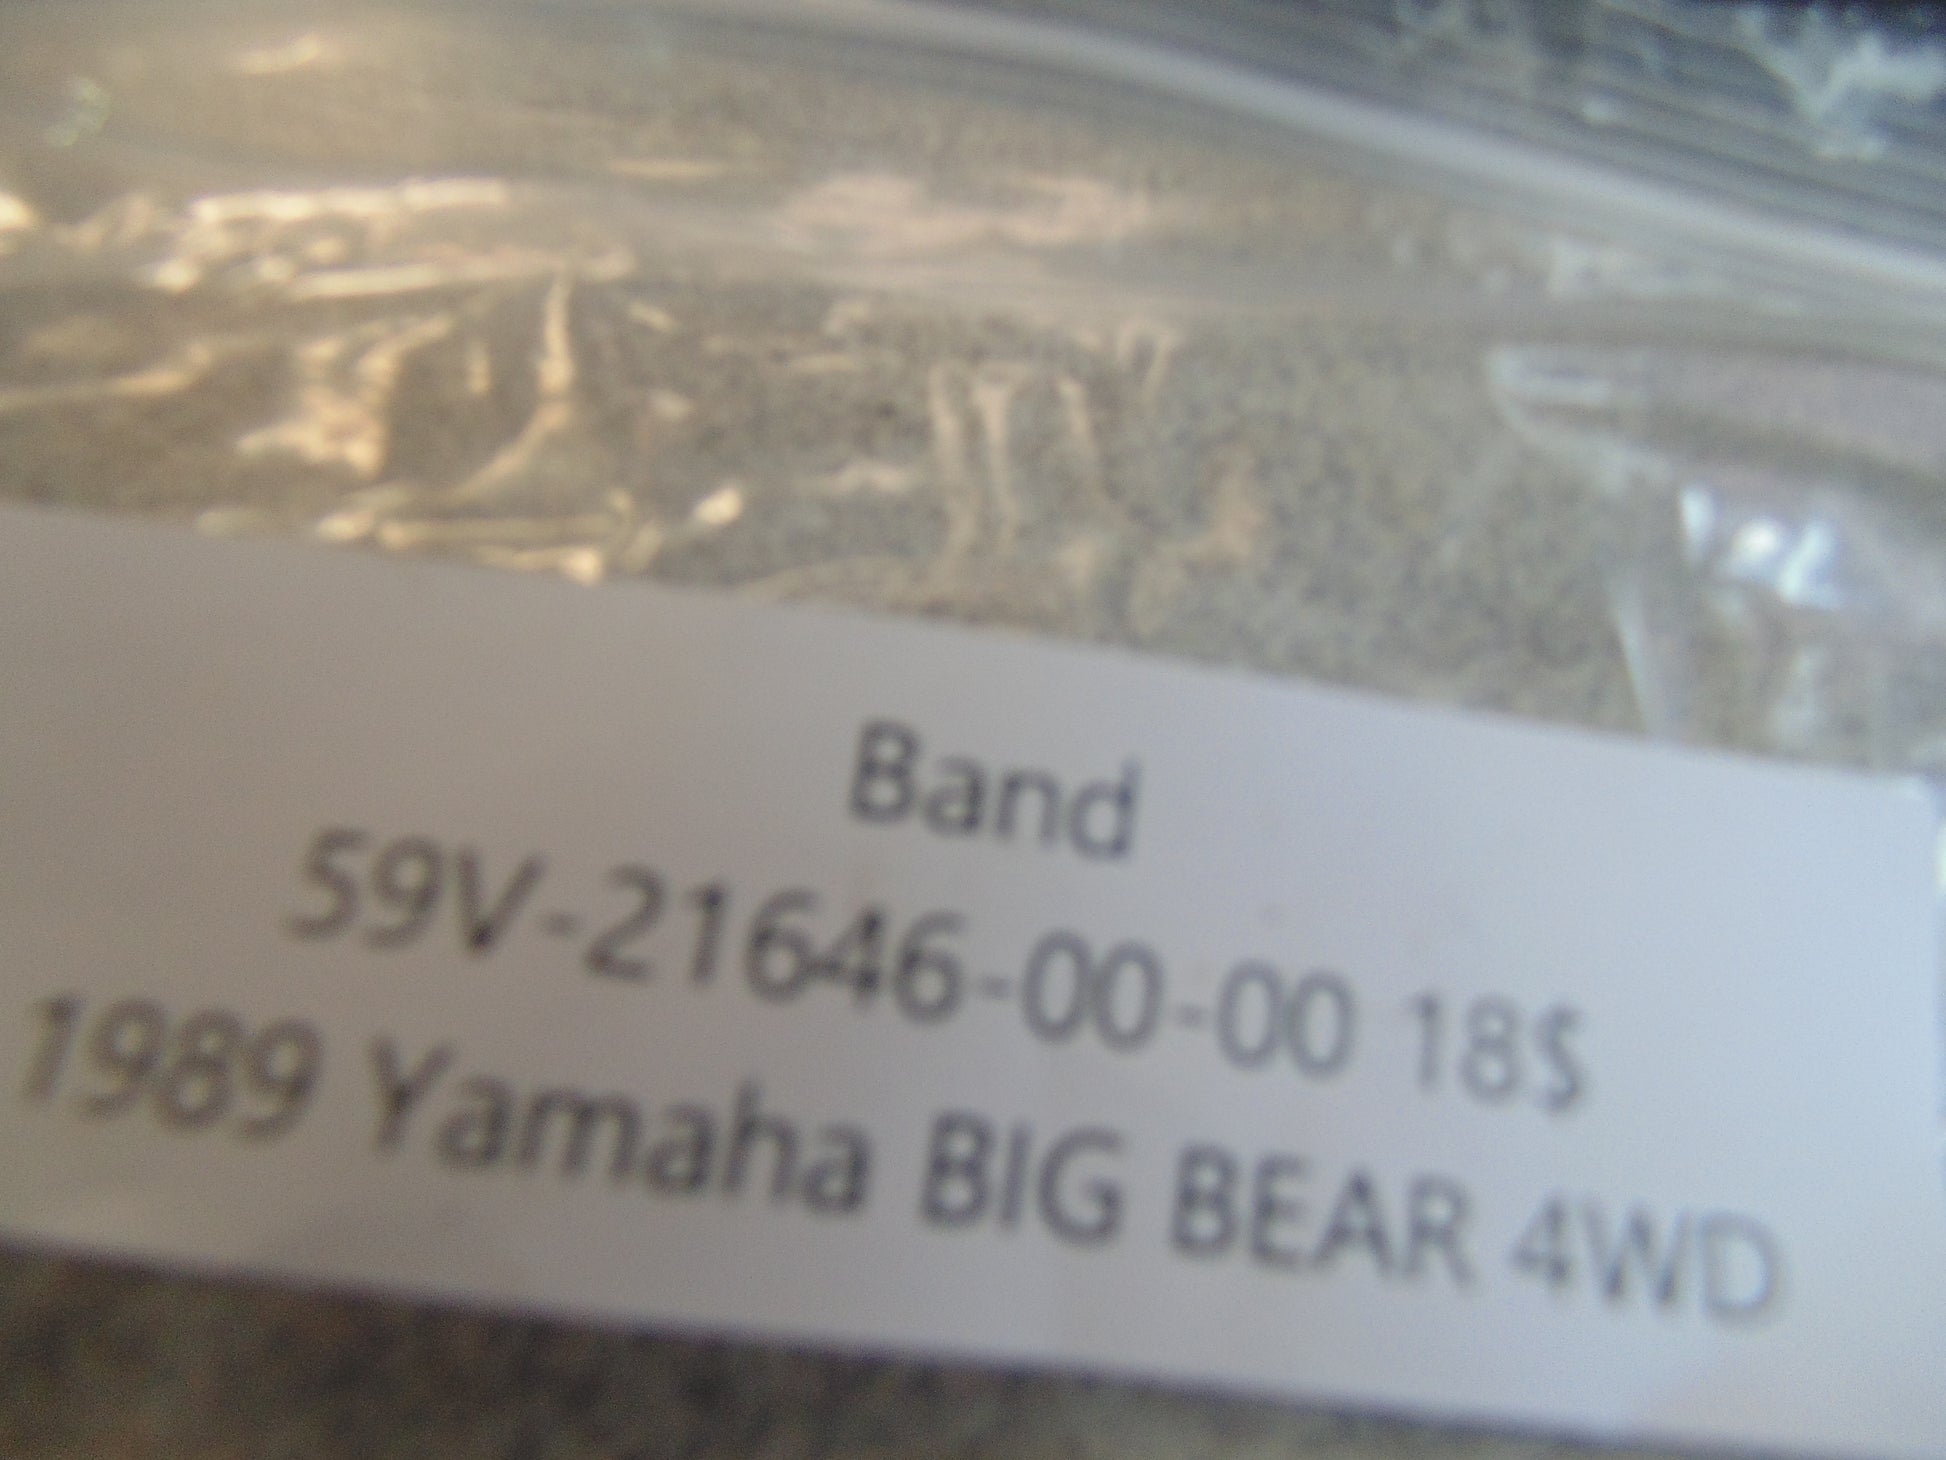 Band
59V-21646-00-00 18$
1989 Yamaha BIG BEAR 4WD